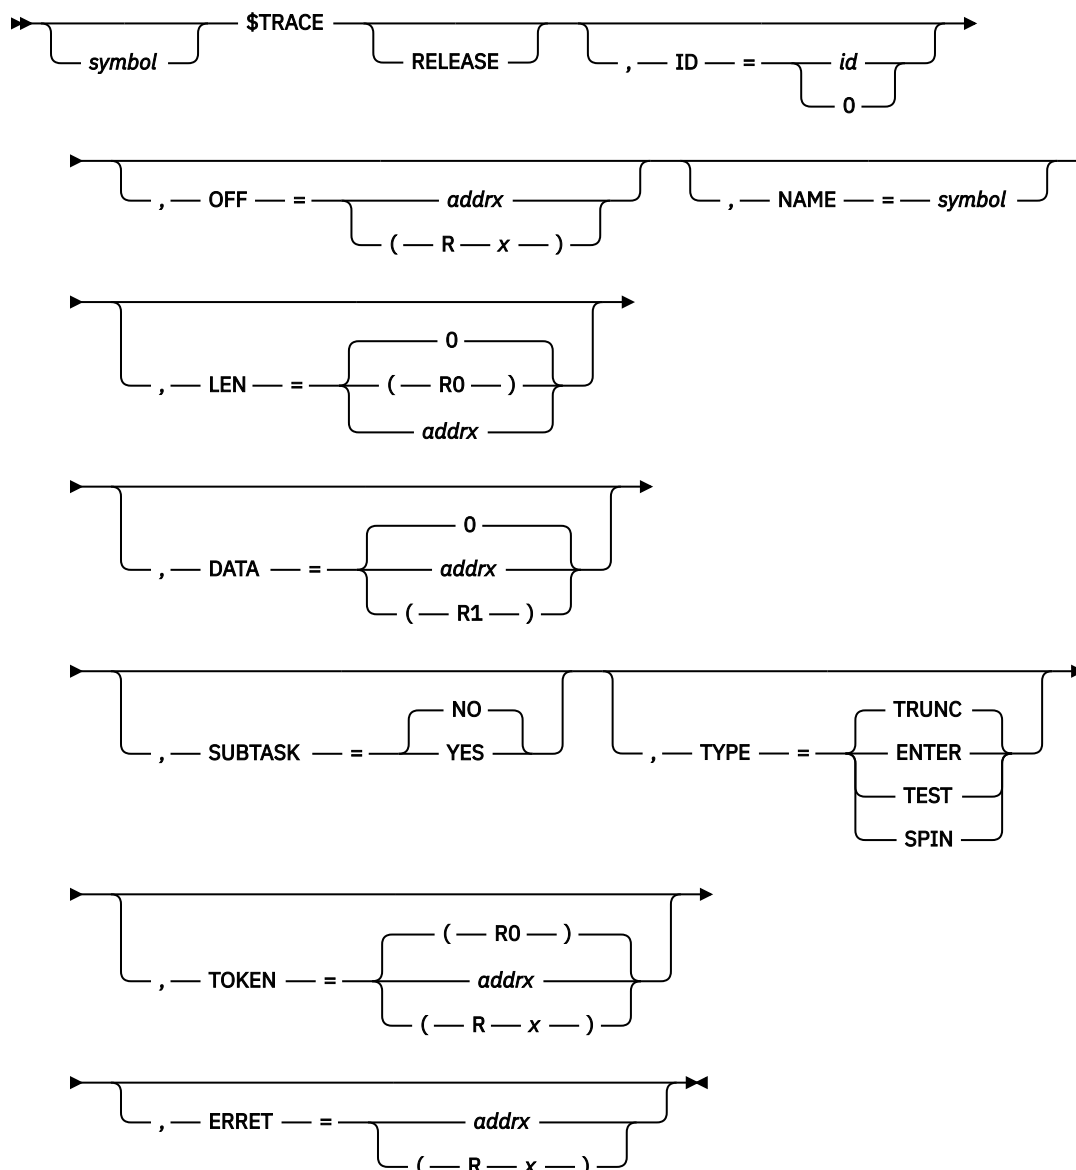 $TRACE
symbol RELEASE , ID = id
0
, OFF = addrx , NAME = symbol
( R x )
0
, LEN = ( R0 )
addrx
0
, DATA = addrx
( R1 )
NO TRUNC
, SUBTASK = YES , TYPE = ENTER
TEST
SPIN
( R0 )
, TOKEN = addrx
( R x )
, ERRET = addrx
( R x )